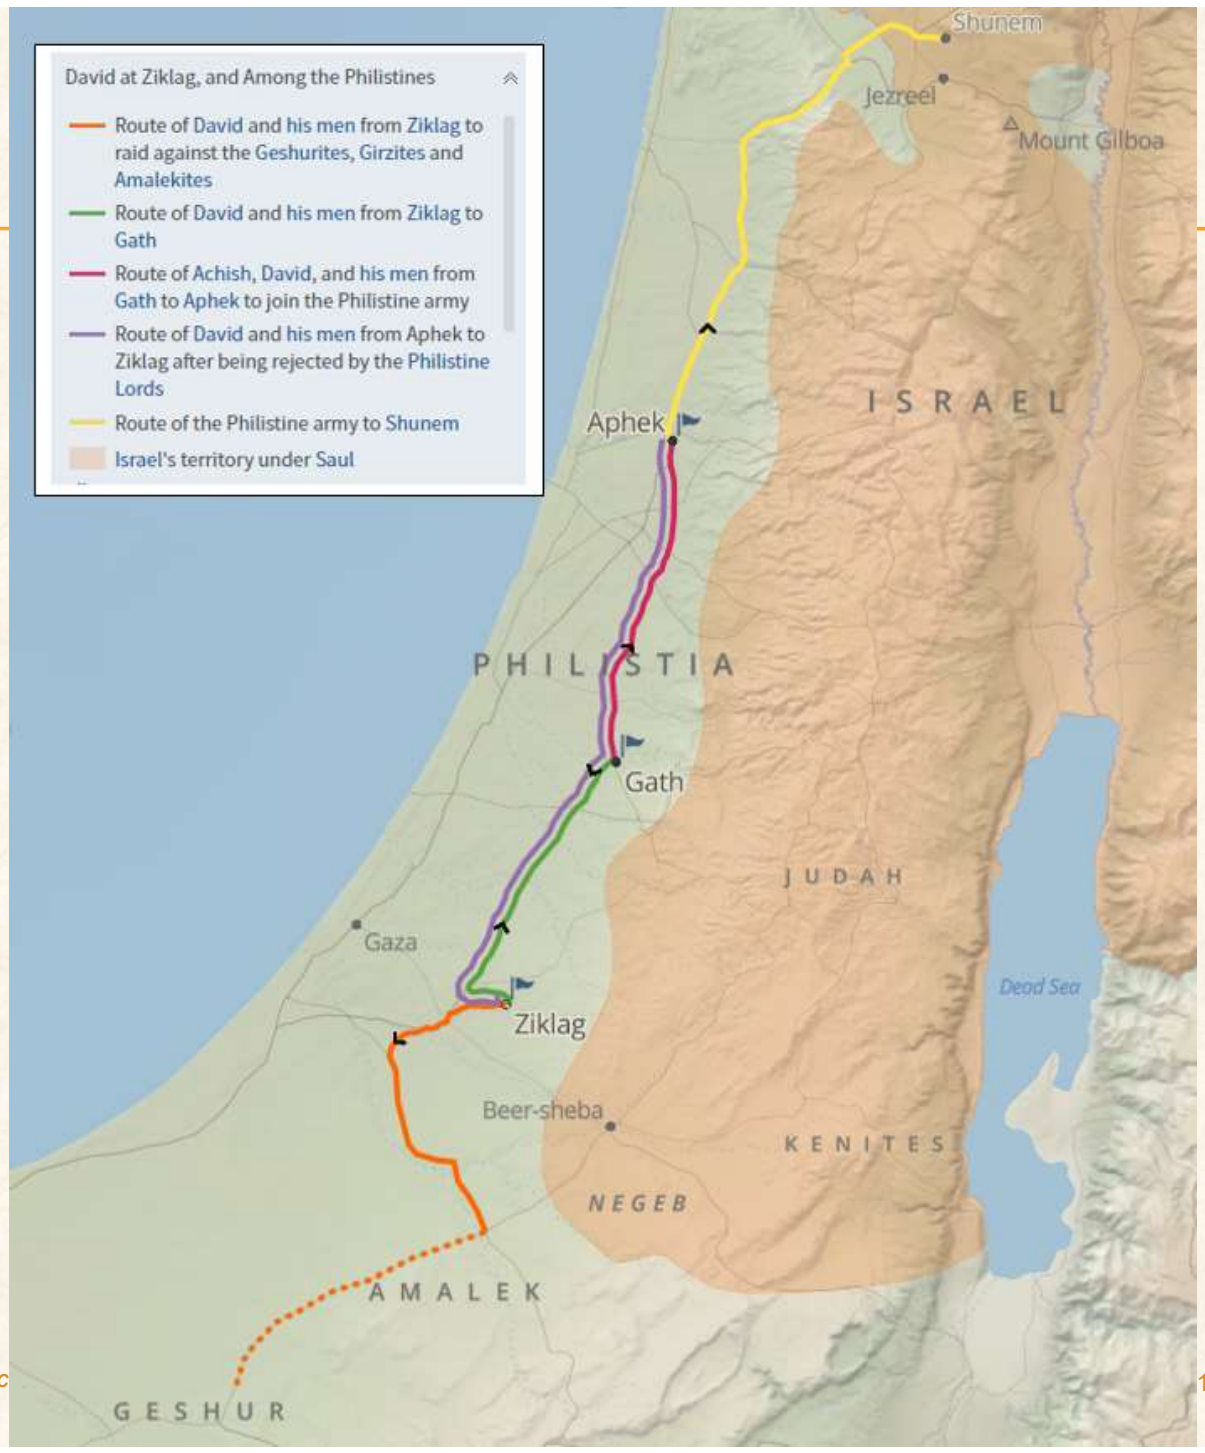 David at Ziklag, and Among the Philistines
Route of David and his men from Ziklag to
raid against the Geshurites, Girzites and
Amalekites
Route of David and his men from Ziklag to
Gath
Route of Achish, David, and his men from
Gath to Aphek to join the Philistine army
Route of David and his men from Aphek to
Ziklag after being rejected by the Philistine
Lords
Route of the Philistine army to Shunem
Israel's territory under Saul
Shunem
Jezreel
Mount Gilboa
ISRAEL
Aphek
PHILISTIA
Gath
JUDAH
Gaza
Dead Sea
Ziklag
Beer-sheba
KENITES
NEGEB
AMALEK
GESHUR